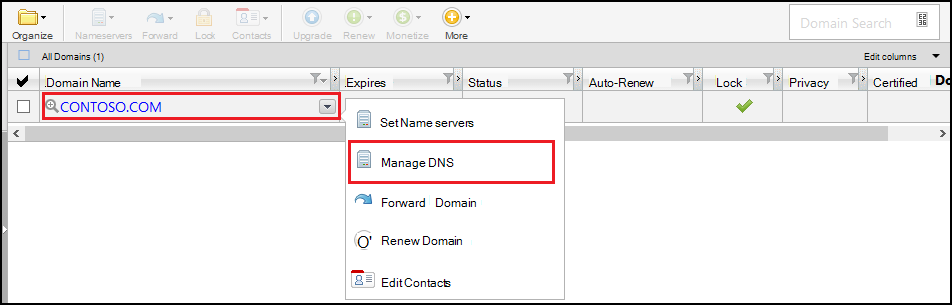 Organize Nameservers Forward Lock Contacts Upgrade Renew Monetize More Domain Search
All Domains (1) Edit columns
Domain Name Expires Status Auto-Renew Lock Privacy Certified Do
CONTOSO.COM
Set Name servers
Manage DNS
Forward Domain
O' Renew Domain
Edit Contacts